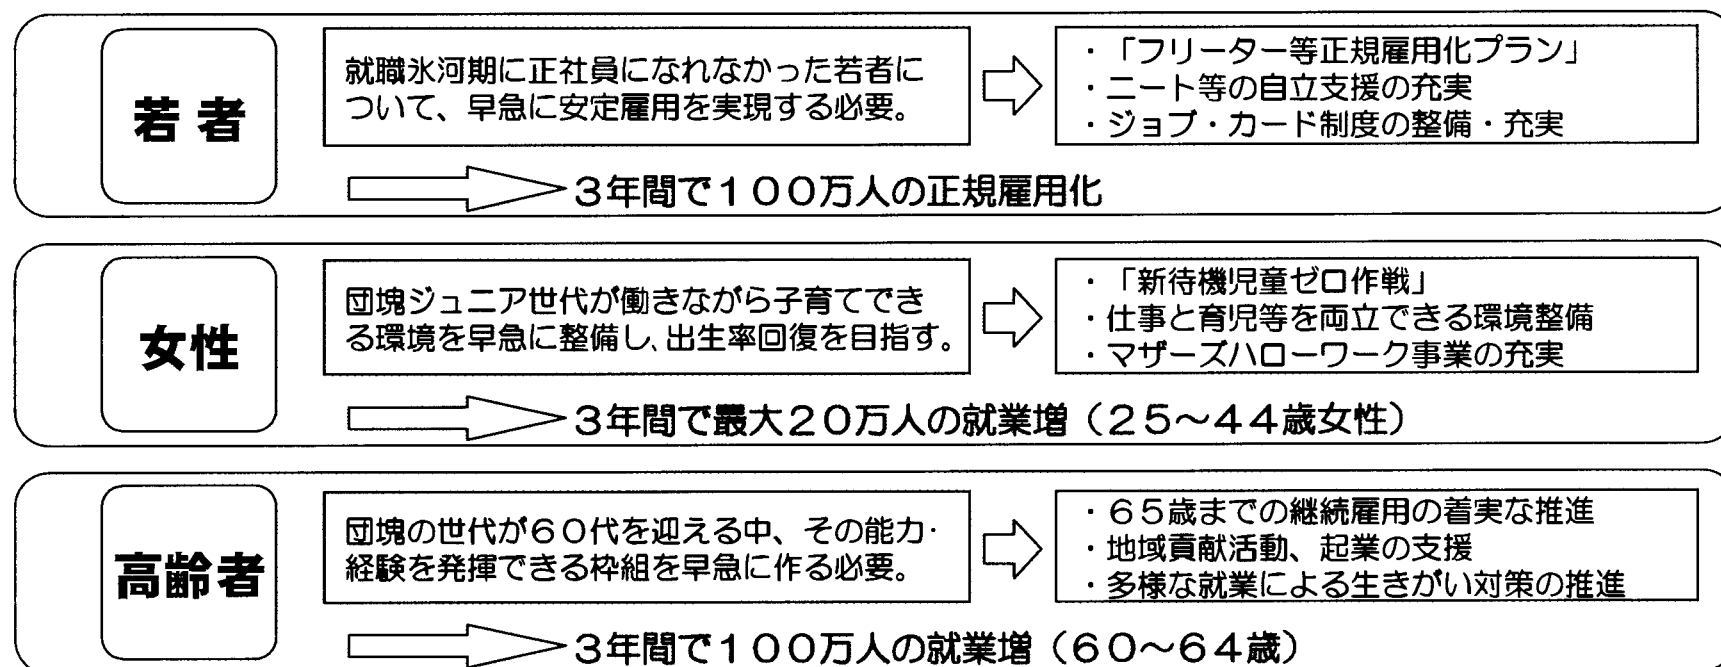 若者
就職氷河期に正社員になれなかった若者に
ついて、早急に安定雇用を実現する必要。
・「フリーター等正規雇用化プラン」
・ニート等の自立支援の充実
・ジョブ・カード制度の整備・充実
3年間で100万人の正規雇用化
女性
団塊ジュニア世代が働きながら子育てでき
る環境を早急に整備し、出生率回復を目指す。
・「新待機児童ゼロ作戦」
・仕事と育児等を両立できる環境整備
・マザーズハローワーク事業の充実
3年間で最大20万人の就業増(25～44歳女性)
高齢者
団塊の世代が60代を迎える中、その能力・
経験を発揮できる枠組を早急に作る必要。
・65歳までの継続雇用の着実な推進
・地域貢献活動、起業の支援
・多様な就業による生きがい対策の推進
3年間で100万人の就業増(60～64歳)